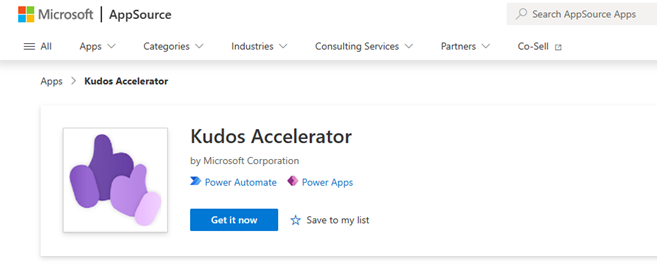 Microsoft | AppSource Search AppSource Apps
All Apps Categories Industries Consulting Services Partners Co-Sell
Apps > Kudos Accelerator
Kudos Accelerator
by Microsoft Corporation
Power Automate Power Apps
Get it now Save to my list